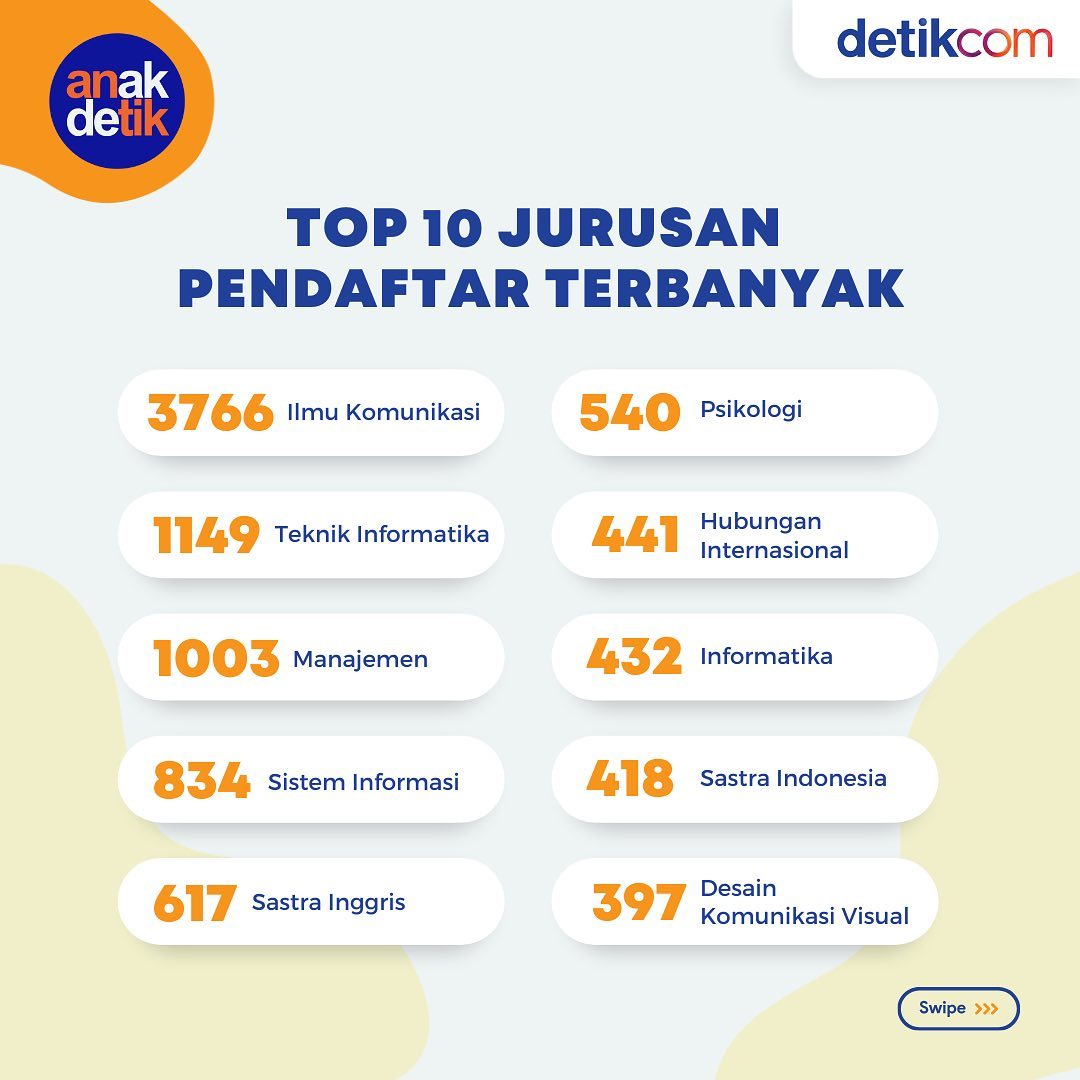 anak
detik
detikcom
TOP 10 JURUSAN
PENDAFTAR TERBANYAK
3766 Ilmu Komunikasi
1149 Teknik Informatika
1003 Manajemen
834 Sistem Informasi
617 Sastra Inggris
540 Psikologi
441 Hubungan
Internasional
432 Informatika
418 Sastra Indonesia
397 Desain
Komunikasi Visual
Swipe >>>